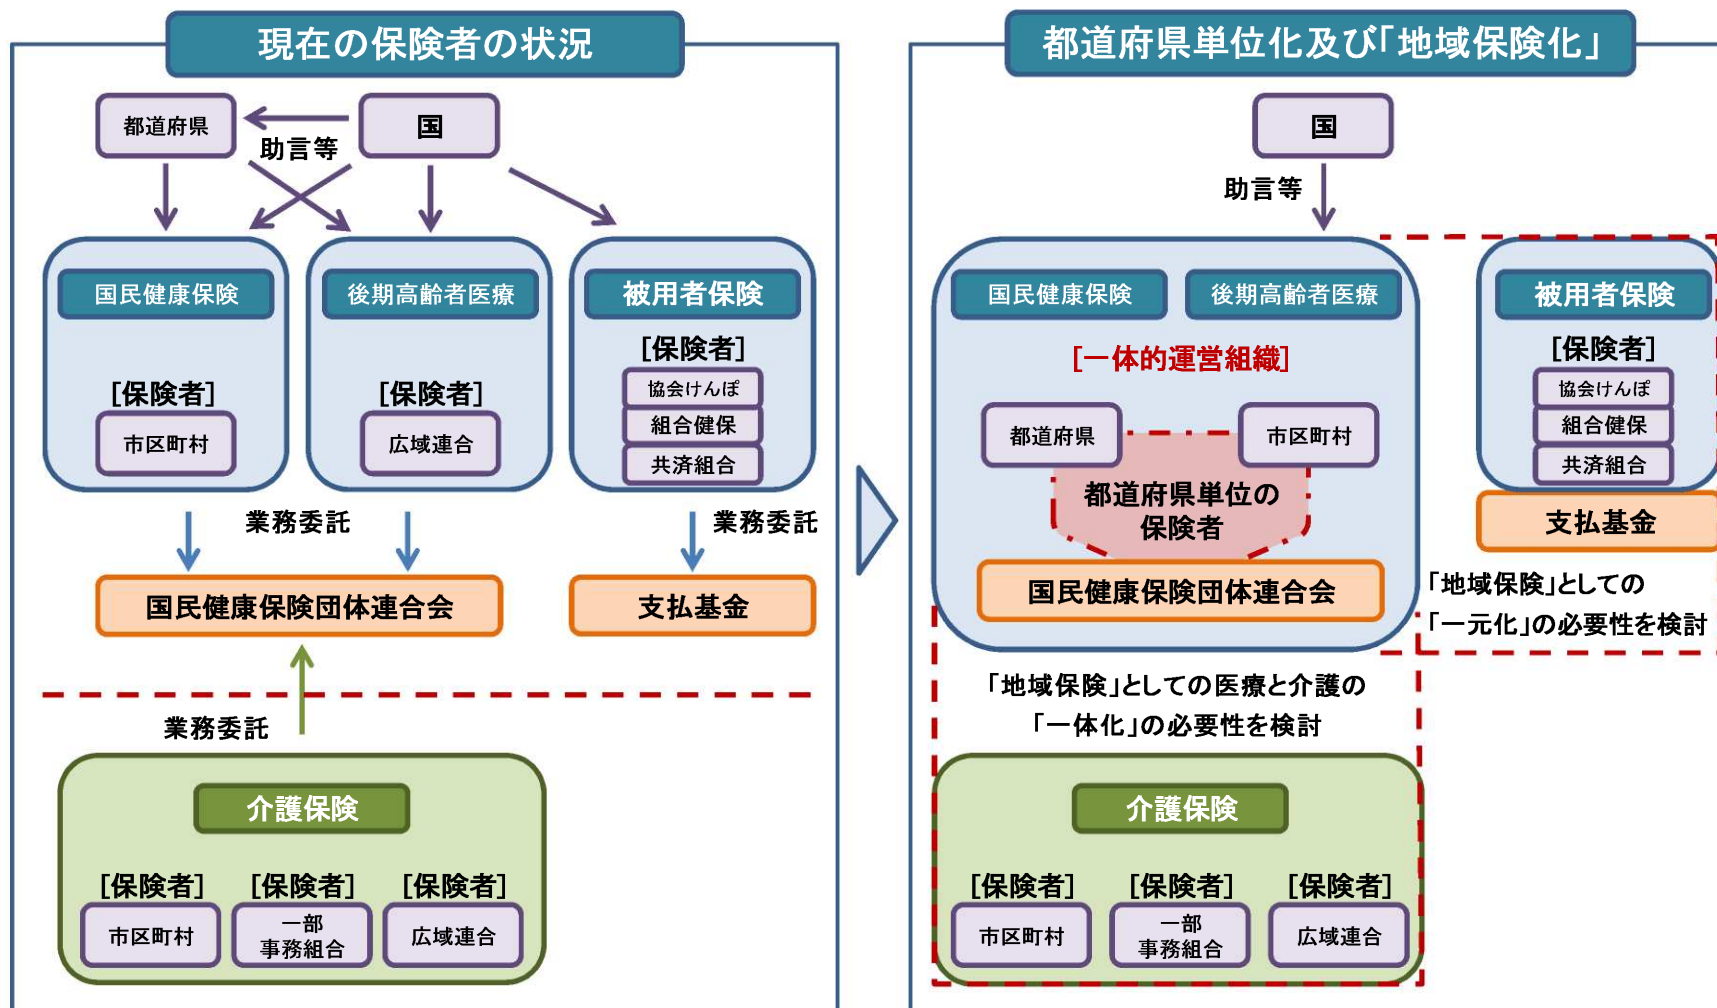 現在の保険者の状況
都道府県
国
助言等
国民健康保険
後期高齢者医療
被用者保険
[保険者]
市区町村
[保険者]
広域連合
[保険者]
協会けんぽ
組合健保
共済組合
業務委託
業務委託
国民健康保険団体連合会
支払基金
業務委託
介護保険
[保険者]
市区町村
[保険者]
一部
事務組合
[保険者]
広域連合
都道府県単位化及び「地域保険化」
国
助言等
国民健康保険
後期高齢者医療
[一体的運営組織]
都道府県
市区町村
都道府県単位の
保険者
国民健康保険団体連合会
被用者保険
[保険者]
協会けんぽ
組合健保
共済組合
支払基金
「地域保険」としての
「一元化」の必要性を検討
「地域保険」としての医療と介護の
「一体化」の必要性を検討
介護保険
[保険者]
市区町村
[保険者]
一部
事務組合
[保険者]
広域連合